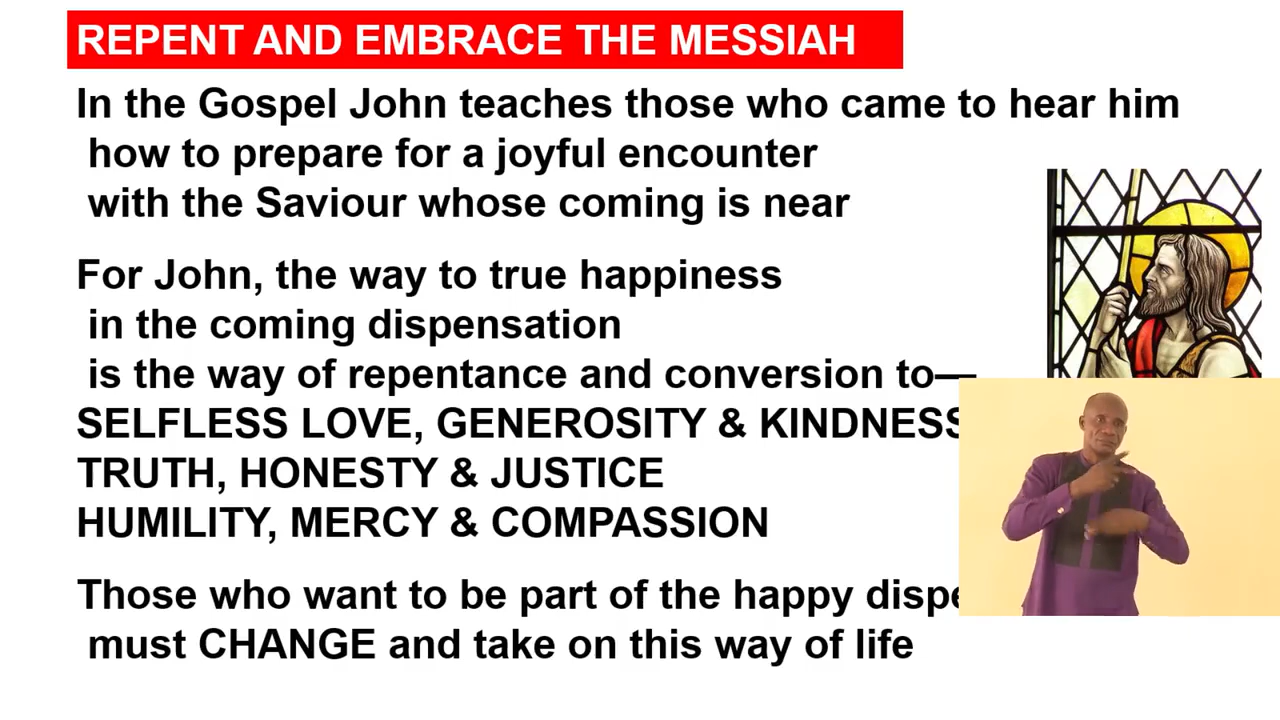 REPENT AND EMBRACE THE MESSIAH
In the Gospel John teaches those who came to hear him
how to prepare for a joyful encounter
with the Saviour whose coming is near
For John, the way to true happiness
in the coming dispensation
is the way of repentance and conversion to—
SELFLESS LOVE, GENEROSITY & KINDNESS
TRUTH, HONESTY & JUSTICE
HUMILITY, MERCY & COMPASSION
Those who want to be part of the happy
must CHANGE and take on this way of life